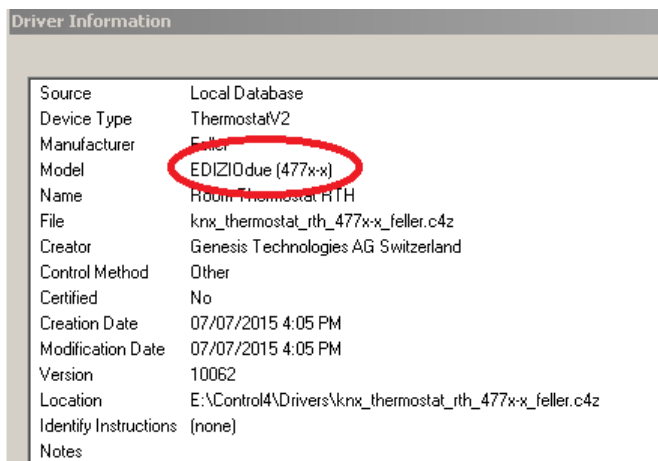 Driver Information
Source Local Database
Device Type ThermostatV2
Manufacturer Feller
Model EDIZIOdue (477x-x)
Name Room Thermostat RTH
File knx_thermostat_rth_477x-x_feller.c4z
Creator Genesis Technologies AG Switzerland
Control Method Other
Certified No
Creation Date 07/07/2015 4:05 PM
Modification Date 07/07/2015 4:05 PM
Version 10062
Location E:\Control4\Drivers\knx_thermostat_rth_477x-x_feller.c4z
Identify Instructions (none)
Notes